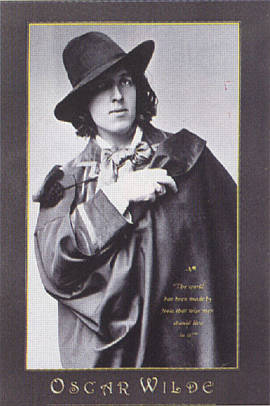 "The world
has been made by
fools that wise men
should live
in it!"
OSCAR WILDE